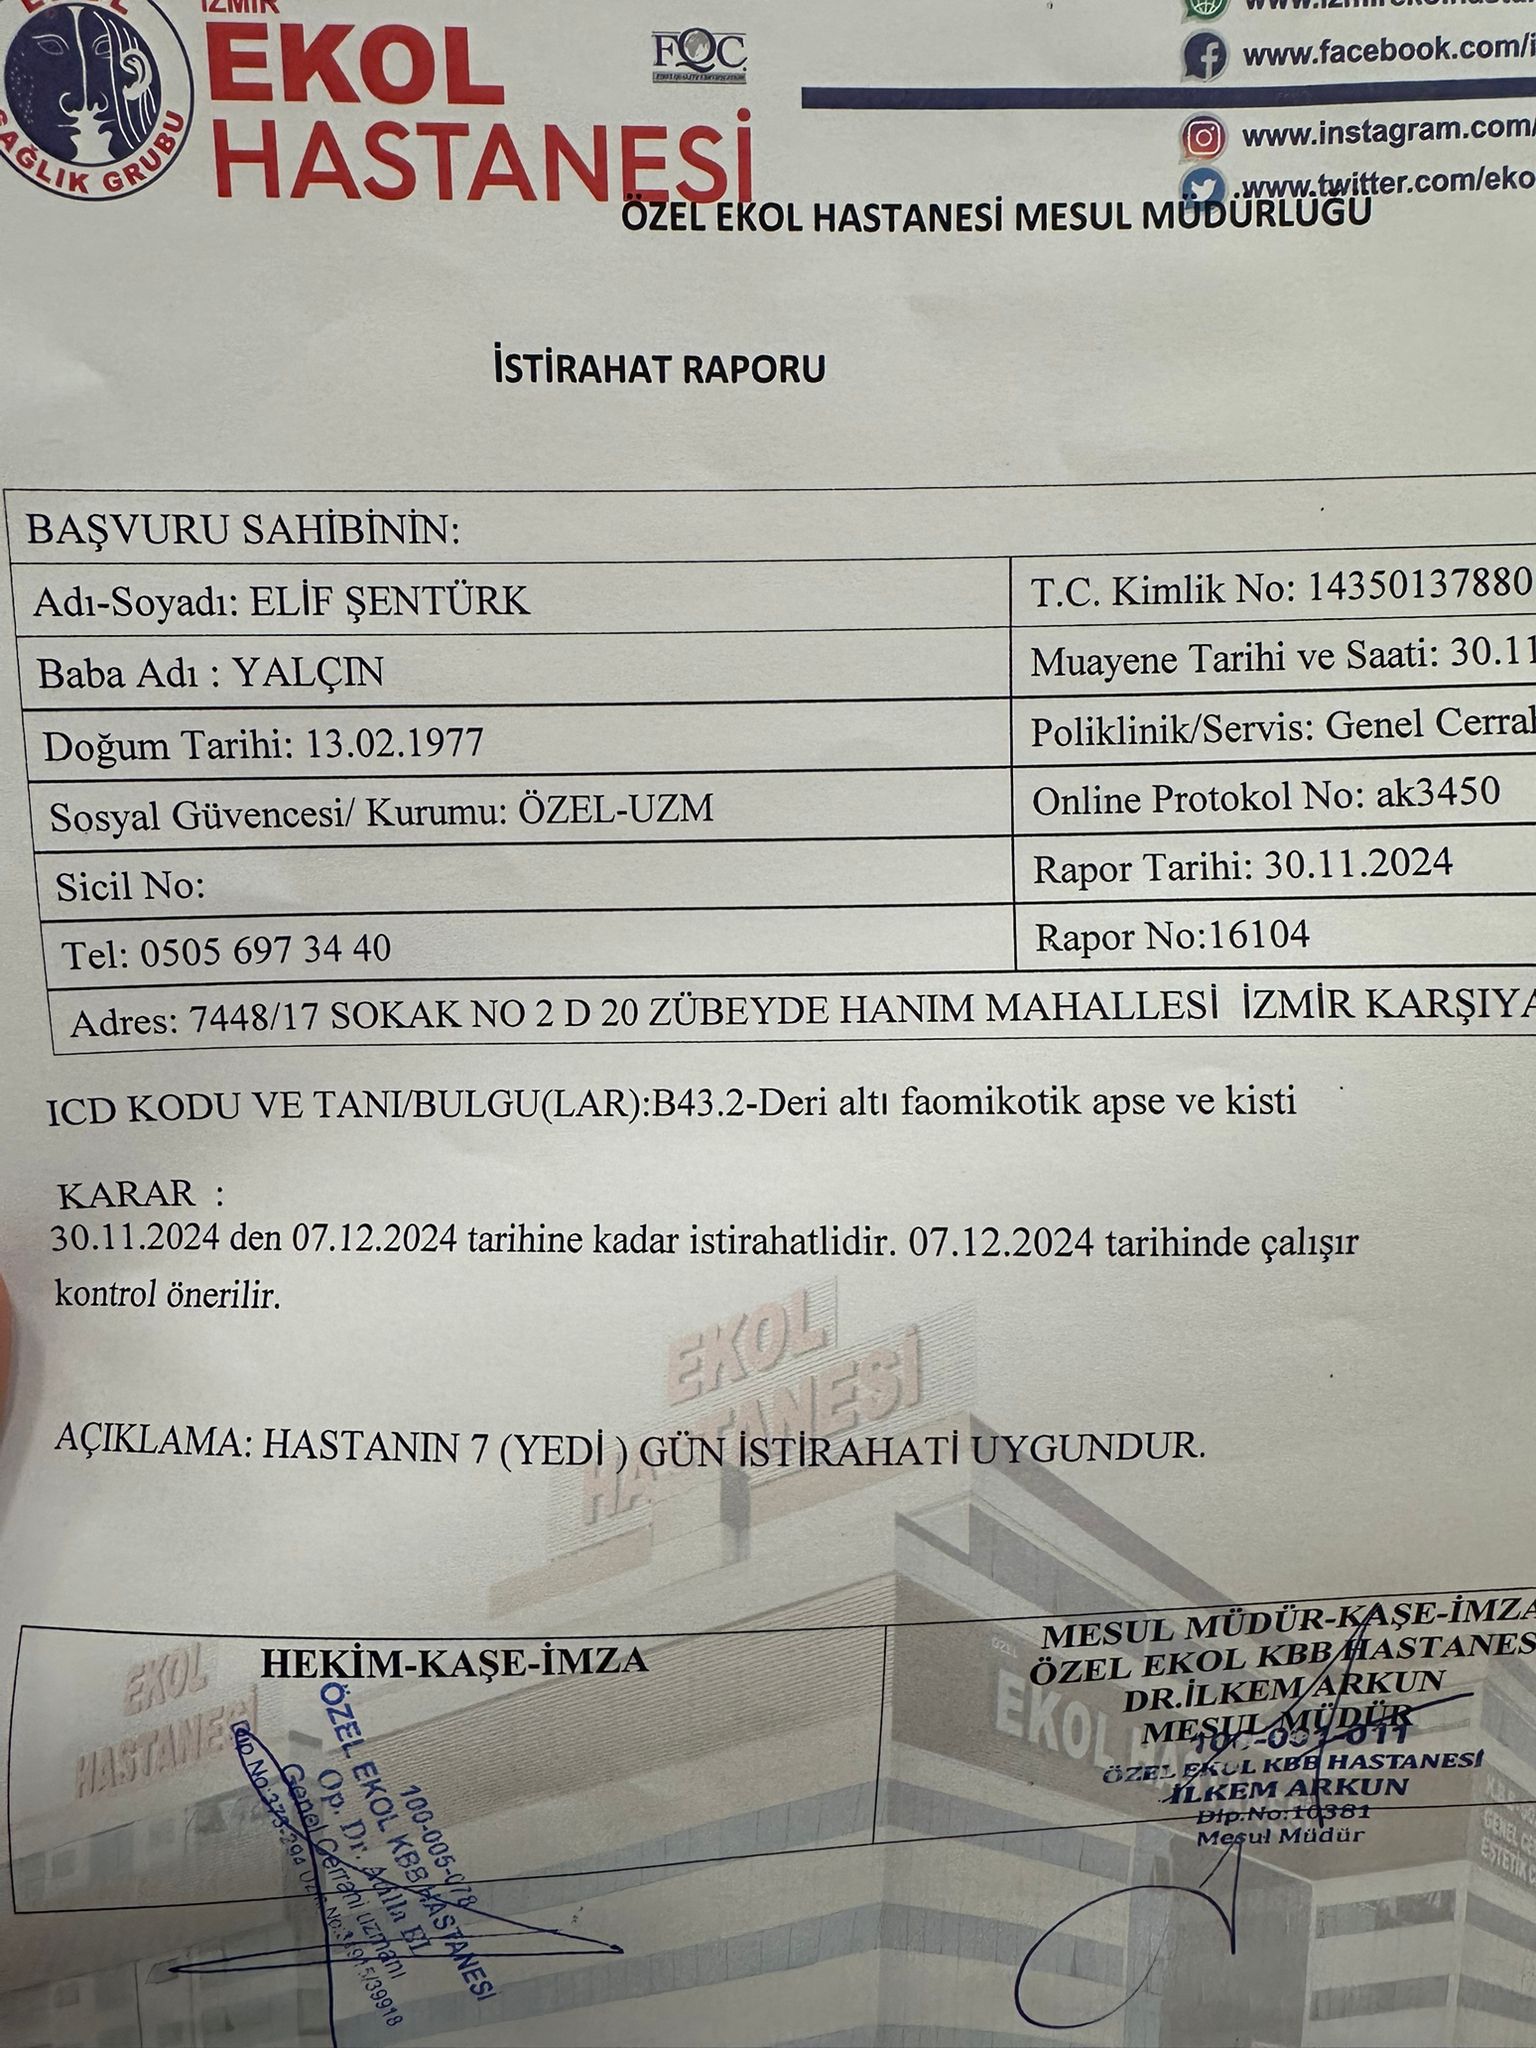 İZMİR
EKOL
HASTANESİ
SAĞLIK GRUBU
FQC.
www.facebook.com/i
www.instagram.com/
www.twitter.com/eko
ÖZEL EKOL HASTANESİ MESUL MÜDÜRLÜĞÜ
İSTİRAHAT RAPORU
BAŞVURU SAHİBİNİN:
Adı-Soyadı: ELİF ŞENTÜRK
T.C. Kimlik No: 14350137880
Baba Adı : YALÇIN
Muayene Tarihi ve Saati: 30.11
Doğum Tarihi: 13.02.1977
Poliklinik/Servis: Genel Cerrah
Sosyal Güvencesi/ Kurumu: ÖZEL-UZM
Online Protokol No: ak3450
Sicil No:
Rapor Tarihi: 30.11.2024
Tel: 0505 697 34 40
Rapor No:16104
Adres: 7448/17 SOKAK NO 2 D 20 ZÜBEYDE HANIM MAHALLESİ İZMİR KARŞIYA
ICD KODU VE TANI/BULGU(LAR):B43.2-Deri altı faomikotik apse ve kisti
KARAR :
30.11.2024 den 07.12.2024 tarihine kadar istirahatlidir. 07.12.2024 tarihinde çalışır
kontrol önerilir.
EKOL
HASTANESİ
AÇIKLAMA: HASTANIN 7 (YEDİ ) GÜN İSTİRAHATİ UYGUNDUR.
HEKİM-KAŞE-İMZA
EKOL
HASTANESİ
100-005-078
ÖZEL EKOL KBB HASTANESİ
Op. Dr.
Genel Cerrahi Uzmanı
MESUL MÜDÜR-KAŞE-İMZA
ÖZEL EKOL KBB HASTANES
DR.İLKEM ARKUN
MESUL MÜDÜR
100-001-011
ÖZEL EKOL KBB HASTANESİ
İLKEM ARKUN
Dip.No:10381
Mesul Müdür
ÖZEL
EKOL